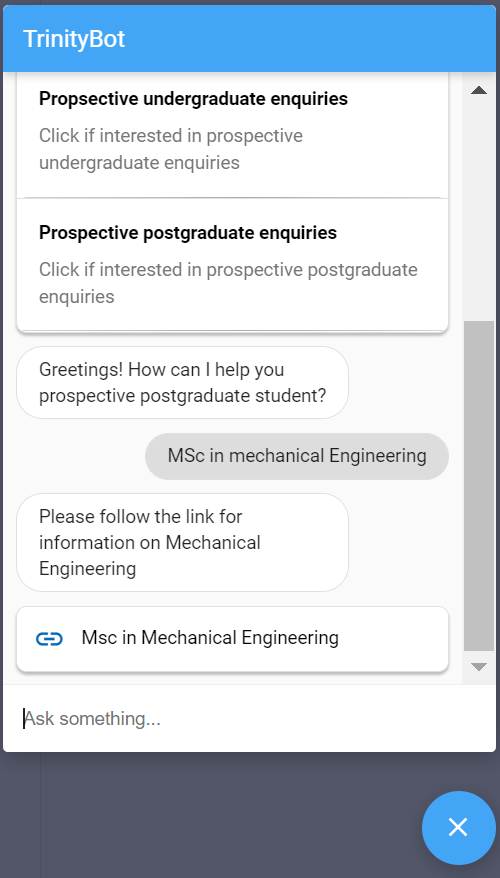 TrinityBot
Propsective undergraduate enquiries
Click if interested in prospective
undergraduate enquiries
Prospective postgraduate enquiries
Click if interested in prospective postgraduate
enquiries
Greetings! How can I help you
prospective postgraduate student?
MSc in mechanical Engineering
Please follow the link for
information on Mechanical
Engineering
Msc in Mechanical Engineering
Ask something...